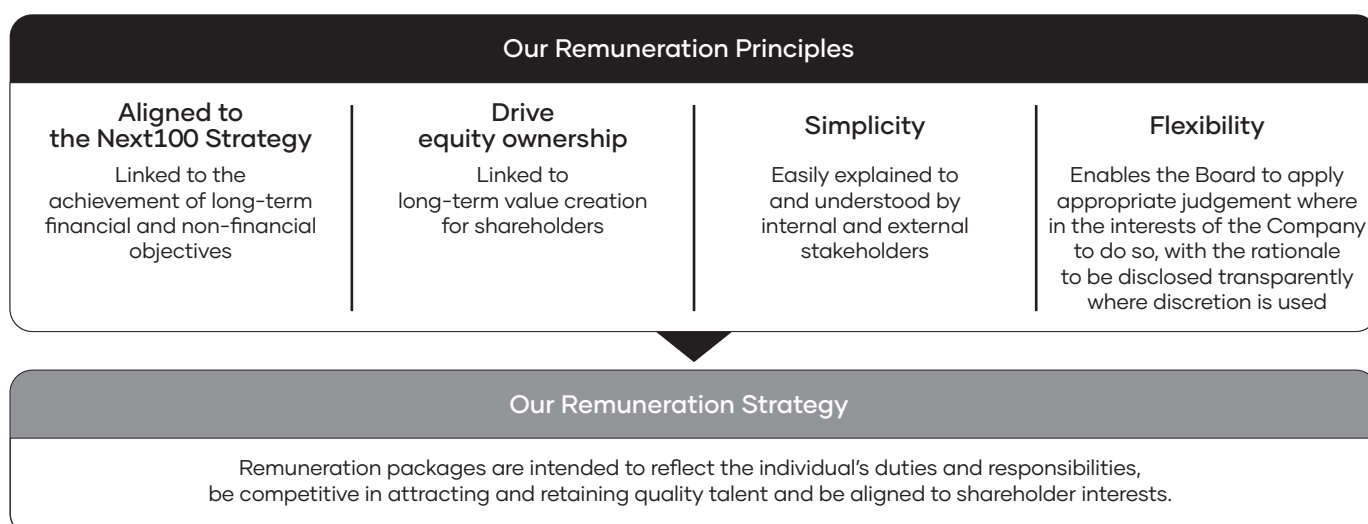 Our Remuneration Principles
Aligned to
the Next100 Strategy
Linked to the
achievement of long-term
financial and non-financial
objectives
Drive
equity ownership
Linked to
long-term value creation
for shareholders
Simplicity
Easily explained to
and understood by
internal and external
stakeholders
Flexibility
Enables the Board to apply
appropriate judgement where
in the interests of the Company
to do so, with the rationale
to be disclosed transparently
where discretion is used
Our Remuneration Strategy
Remuneration packages are intended to reflect the individual’s duties and responsibilities,
be competitive in attracting and retaining quality talent and be aligned to shareholder interests.